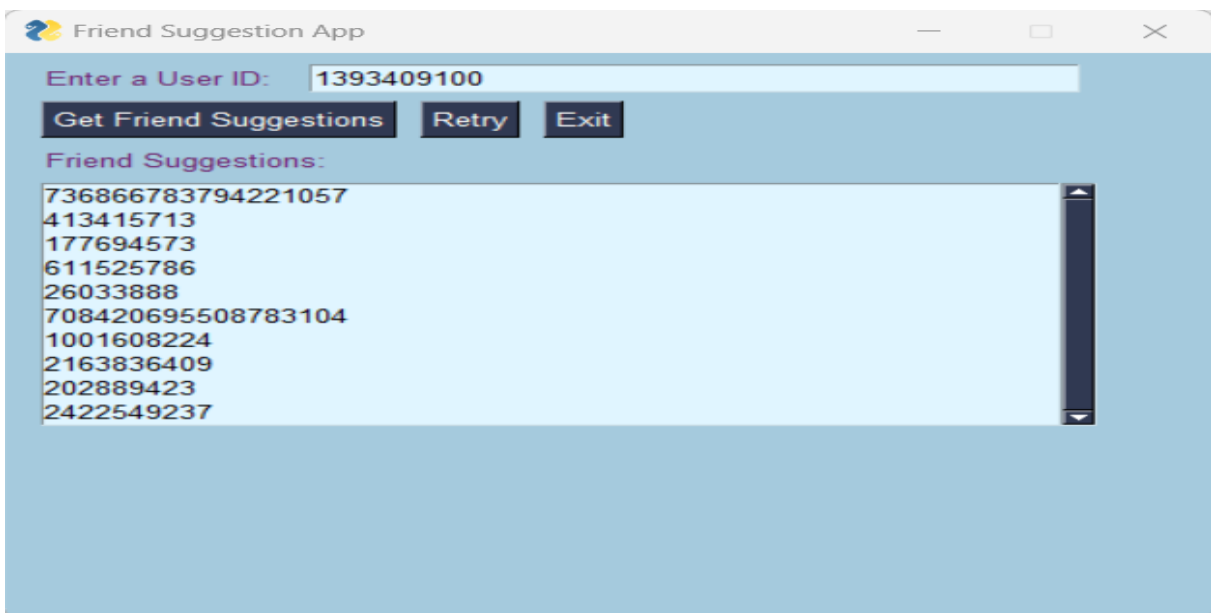 Friend Suggestion App
Enter a User ID: 1393409100
Get Friend Suggestions Retry Exit
Friend Suggestions:
736866783794221057
413415713
177694573
611525786
26033888
708420695508783104
1001608224
2163836409
202889423
2422549237